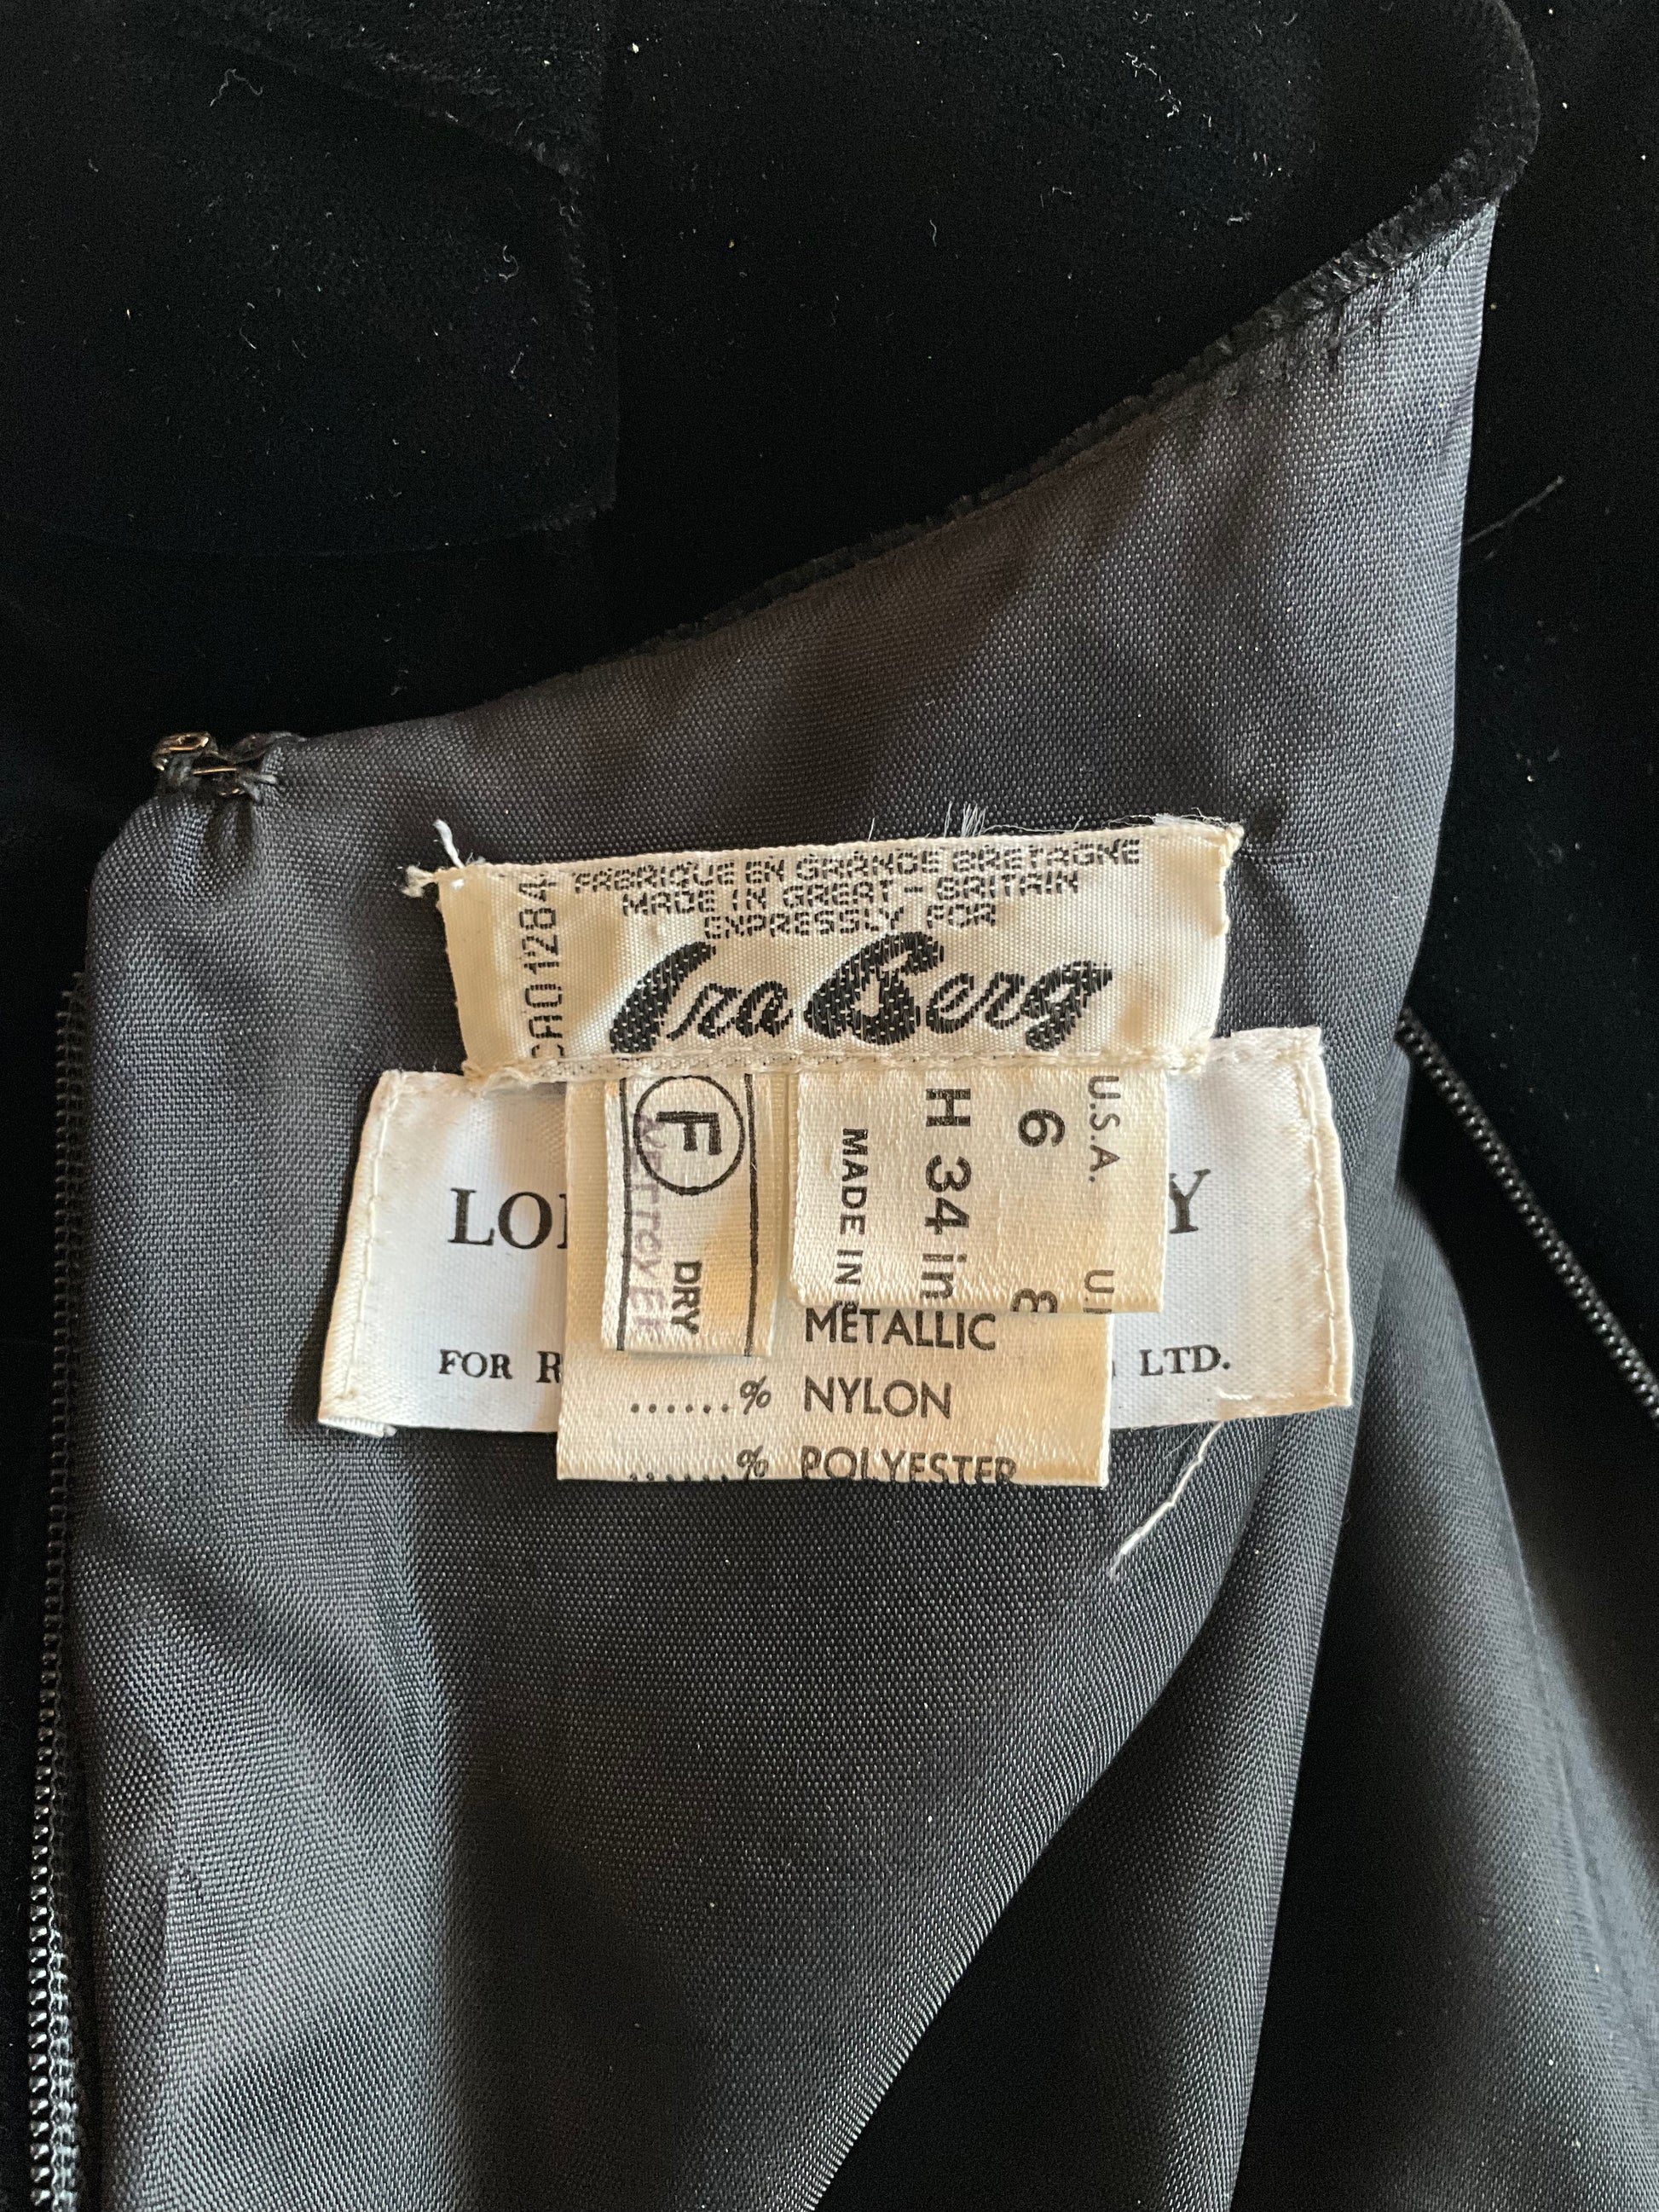 FABRIQUE EN GRANDE BRETAGNE
MADE IN GREAT-BRITAIN
EXPRESSLY FOR
Ira Berg
CA01284
LO
Y
FOR R
LTD.
F
DRY
U.S.A. U.
6 8
H 34 in
MADE IN
METALLIC
......% NYLON
......% POLYESTER